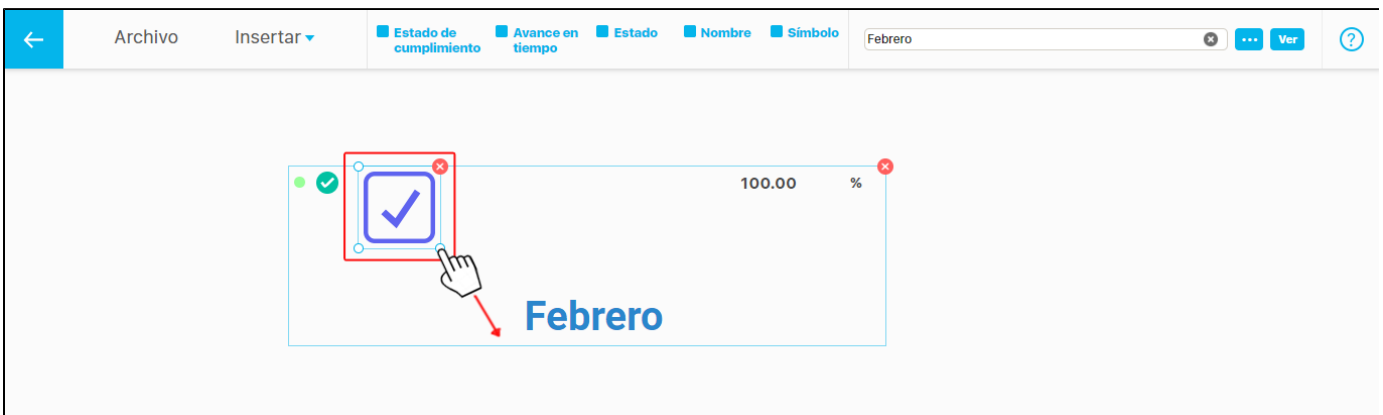 Archivo
Insertar
Estado de
cumplimiento
Avance en
tiempo
Estado
Nombre
Símbolo
Febrero
...
Ver
?
100.00 %
Febrero